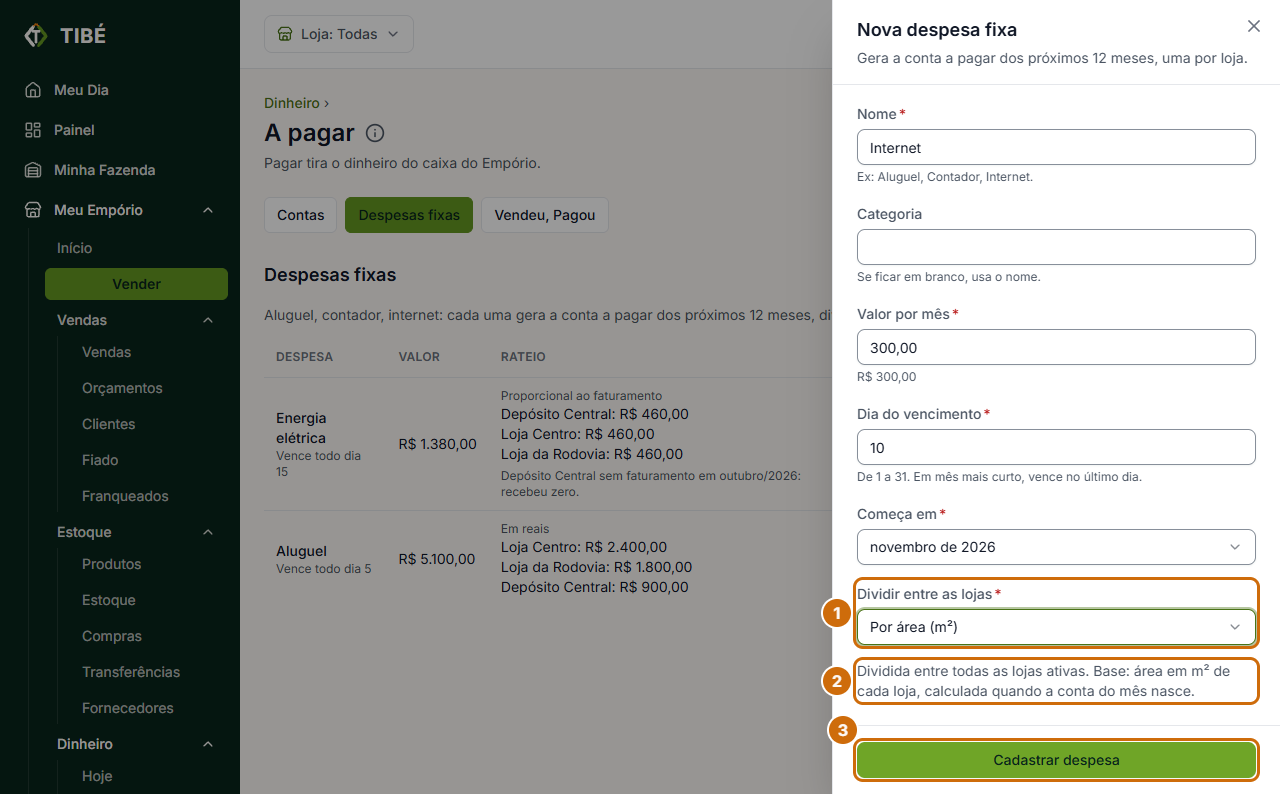 TIBÉ
Meu Dia
Painel
Minha Fazenda
Meu Empório
Início
Vender
Vendas
Vendas
Orçamentos
Clientes
Fiado
Franqueados
Estoque
Produtos
Estoque
Compras
Transferências
Fornecedores
Dinheiro
Hoje
Loja: Todas
Dinheiro ›
A pagar
Pagar tira o dinheiro do caixa do Empório.
Contas
Despesas fixas
Vendeu, Pagou
Despesas fixas
Aluguel, contador, internet: cada uma gera a conta a pagar dos próximos 12 meses, di
DESPESA VALOR RATEIO
Energia
elétrica
Vence todo dia
15
R$ 1.380,00
Proporcional ao faturamento
Depósito Central: R$ 460,00
Loja Centro: R$ 460,00
Loja da Rodovia: R$ 460,00
Depósito Central sem faturamento em outubro/2026:
recebeu zero.
Aluguel
Vence todo dia 5
R$ 5.100,00
Em reais
Loja Centro: R$ 2.400,00
Loja da Rodovia: R$ 1.800,00
Depósito Central: R$ 900,00
Nova despesa fixa
Gera a conta a pagar dos próximos 12 meses, uma por loja.
Nome*
Internet
Ex: Aluguel, Contador, Internet.
Categoria
Se ficar em branco, usa o nome.
Valor por mês*
300,00
R$ 300,00
Dia do vencimento*
10
De 1 a 31. Em mês mais curto, vence no último dia.
Começa em*
novembro de 2026
1
Dividir entre as lojas*
Por área (m²)
2
Dividida entre todas as lojas ativas. Base: área em m² de
cada loja, calculada quando a conta do mês nasce.
3
Cadastrar despesa